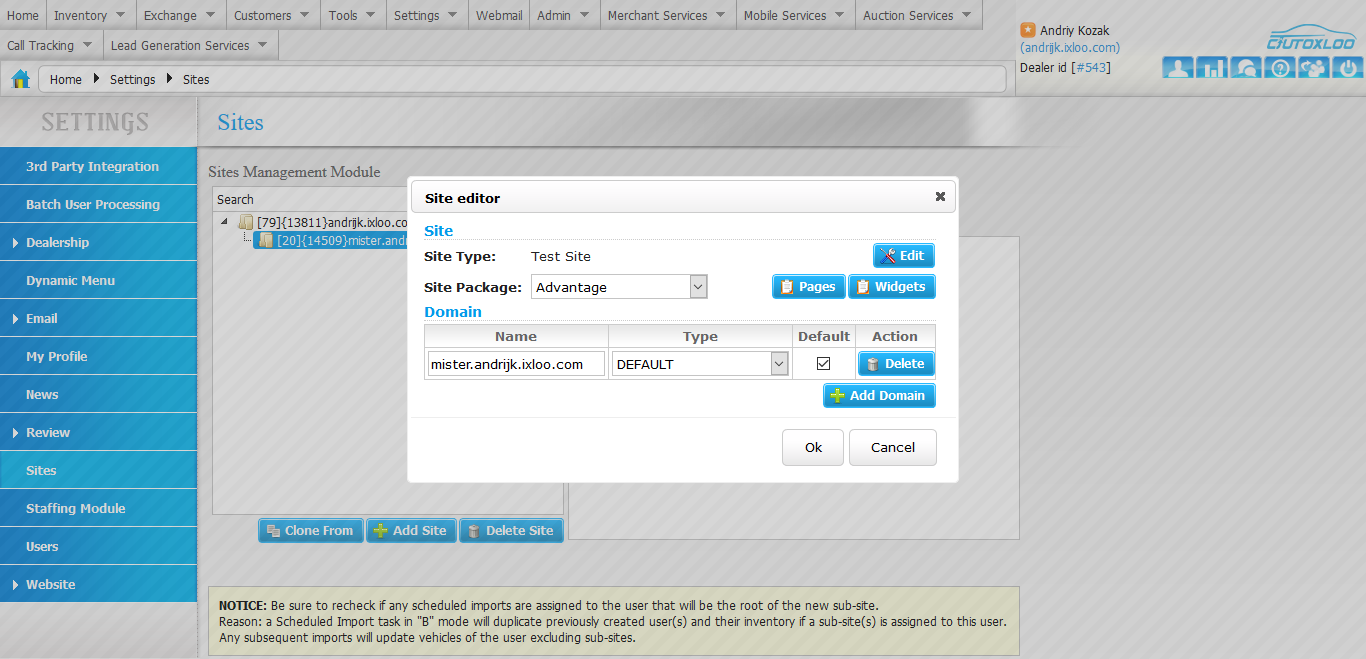 Home Inventory Exchange Customers Tools Settings Webmail Admin Merchant Services Mobile Services Auction Services
Call Tracking Lead Generation Services
Andriy Kozak
(andrijk.ixloo.com)
Dealer id [#543]
AUTOXLOO
Home Settings Sites
SETTINGS
3rd Party Integration
Batch User Processing
Dealership
Dynamic Menu
Email
My Profile
News
Review
Sites
Staffing Module
Users
Website
Sites
Sites Management Module
Search
[79]{13811}andrijk.ixloo.co
[20]{14509}mister.andr
Site editor
Site
Site Type: Test Site Edit
Site Package: Advantage Pages Widgets
Domain
Name Type Default Action
mister.andrijk.ixloo.com DEFAULT Delete
Add Domain
Ok Cancel
Clone From Add Site Delete Site
NOTICE: Be sure to recheck if any scheduled imports are assigned to the user that will be the root of the new sub-site.
Reason: a Scheduled Import task in "B" mode will duplicate previously created user(s) and their inventory if a sub-site(s) is assigned to this user.
Any subsequent imports will update vehicles of the user excluding sub-sites.